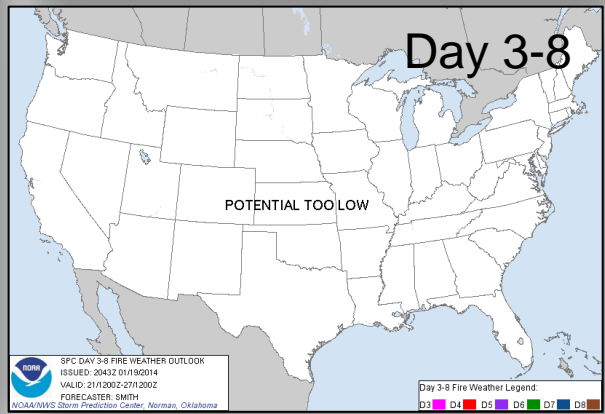 Day 3-8
POTENTIAL TOO LOW
NOAA
SPC DAY 3-8 FIRE WEATHER OUTLOOK
ISSUED: 2043Z 01/19/2014
VALID: 21/1200Z-27/1200Z
FORECASTER: SMITH
NOAA/NWS Storm Prediction Center, Norman, Oklahoma
Day 3-8 Fire Weather Legend:
D3 D4 D5 D6 D7 D8